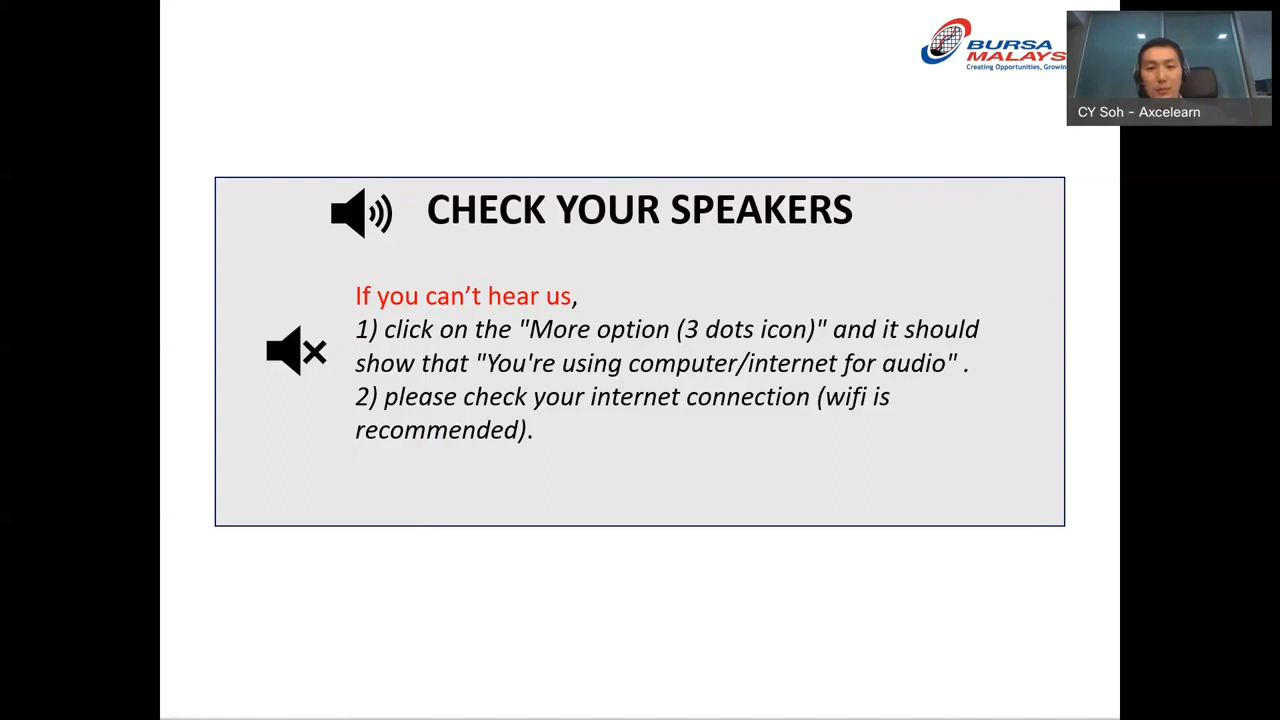 BURSA
MALAYS
Creating Opportunities, Growin
CY Soh - Axcelearn
CHECK YOUR SPEAKERS
If you can’t hear us,
1) click on the "More option (3 dots icon)" and it should
show that "You're using computer/internet for audio" .
2) please check your internet connection (wifi is
recommended).